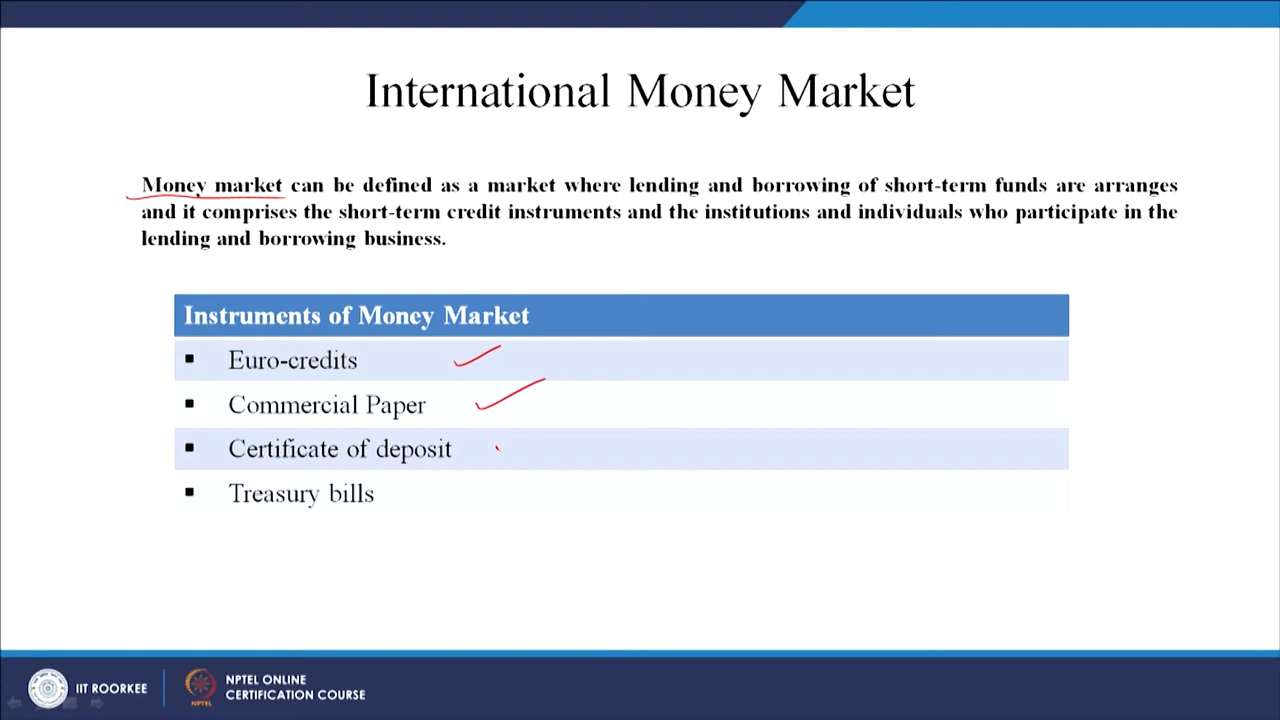 International Money Market
Money market can be defined as a market where lending and borrowing of short-term funds are arranges
and it comprises the short-term credit instruments and the institutions and individuals who participate in the
lending and borrowing business.
Instruments of Money Market
▪ Euro-credits
▪ Commercial Paper
▪ Certificate of deposit
▪ Treasury bills
IIT ROORKEE
NPTEL
NPTEL ONLINE
CERTIFICATION COURSE